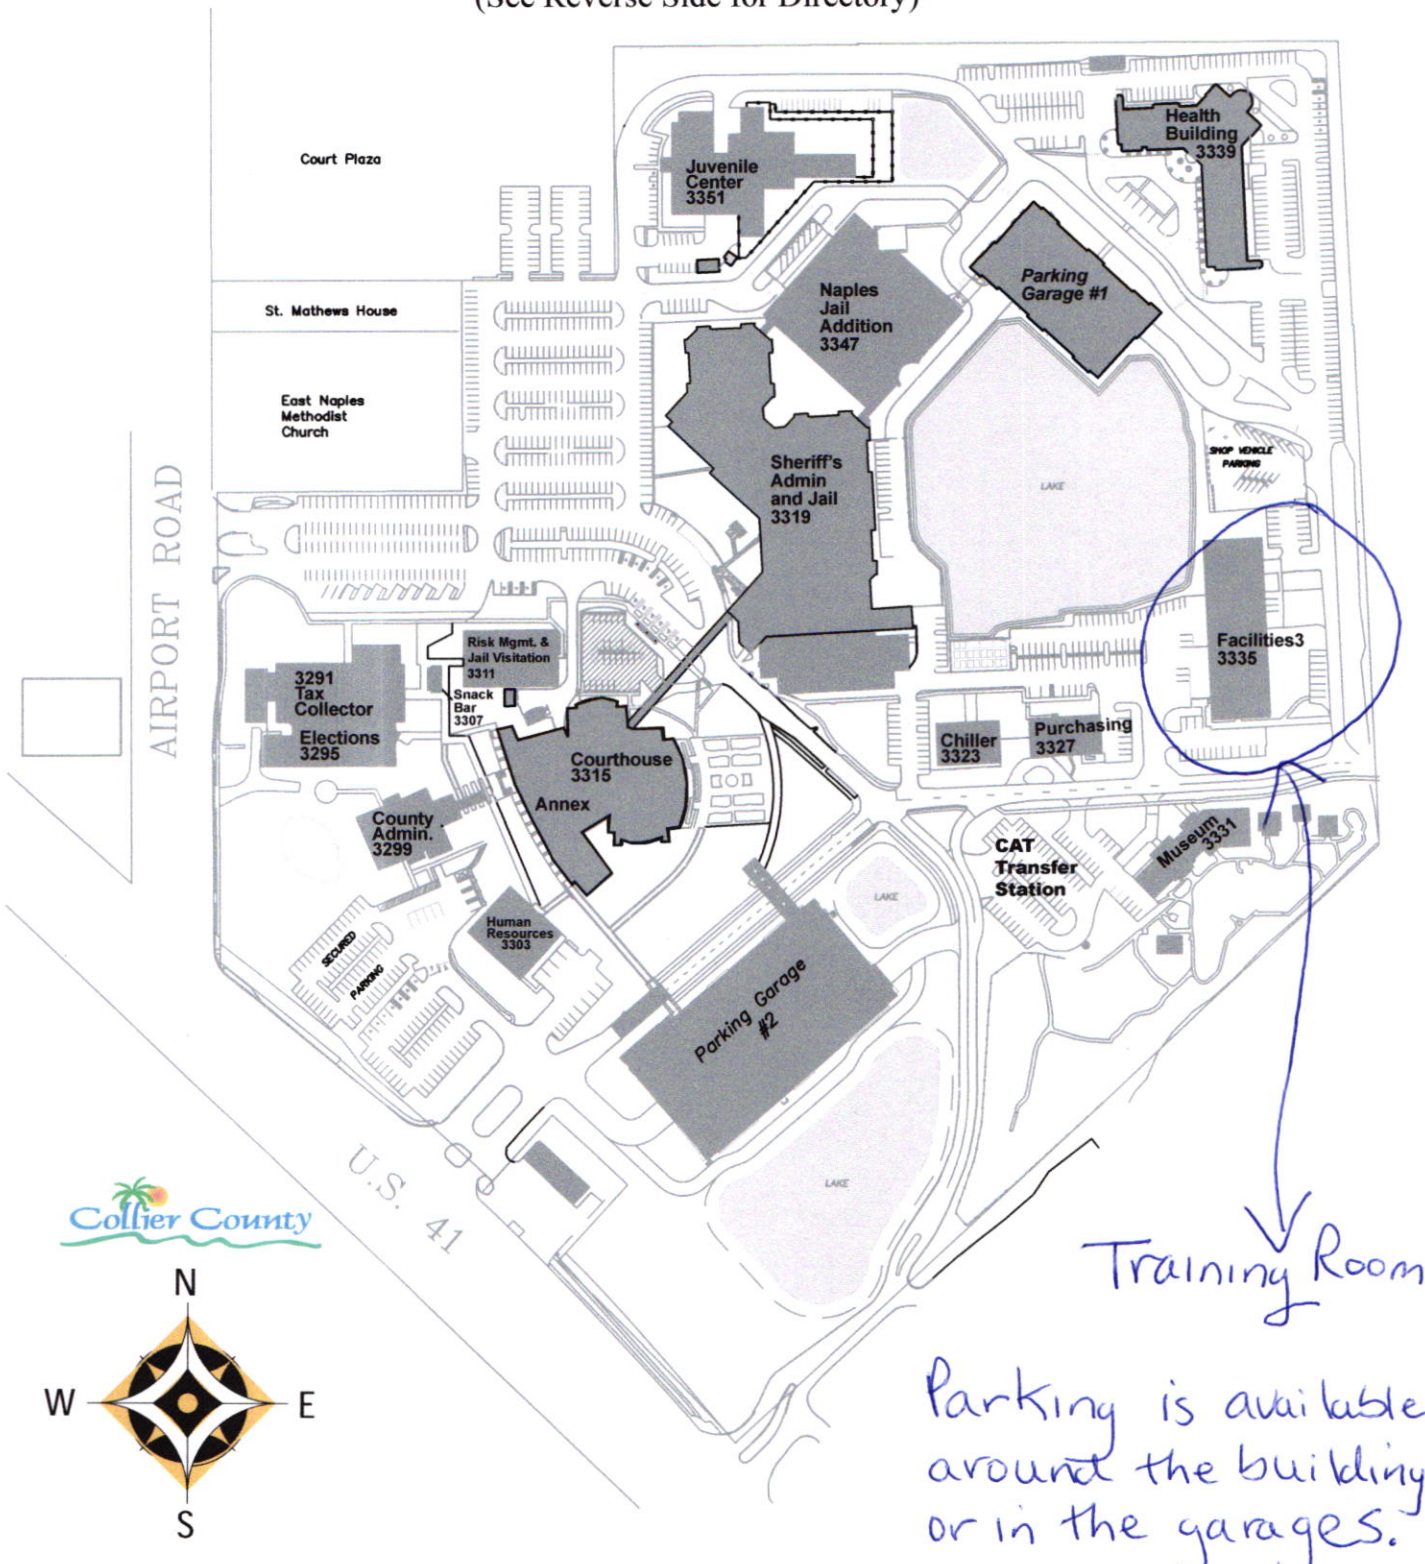 (See Reverse Side for Directory)
Court Plaza
Juvenile
Center
3351
Health
Building
3339
St. Mathews House
Naples
Jail
Addition
3347
Parking
Garage #1
East Naples
Methodist
Church
Sheriff's
Admin
and Jail
3319
LAKE
SHOP VEHICLE
PARKING
AIRPORT ROAD
Risk Mgmt. &
Jail Visitation
3311
Facilities3
3335
3291
Tax
Collector
Elections
3295
Snack
Bar
3307
Courthouse
3315
Annex
Chiller
3323
Purchasing
3327
County
Admin.
3299
CAT
Transfer
Station
Museum
3331
LAKE
Human
Resources
3303
SECURED
PARKING
Parking Garage
#2
LAKE
U.S. 41
Collier County
N
W
E
S
Training Room
Parking is available
around the building
or in the garages.